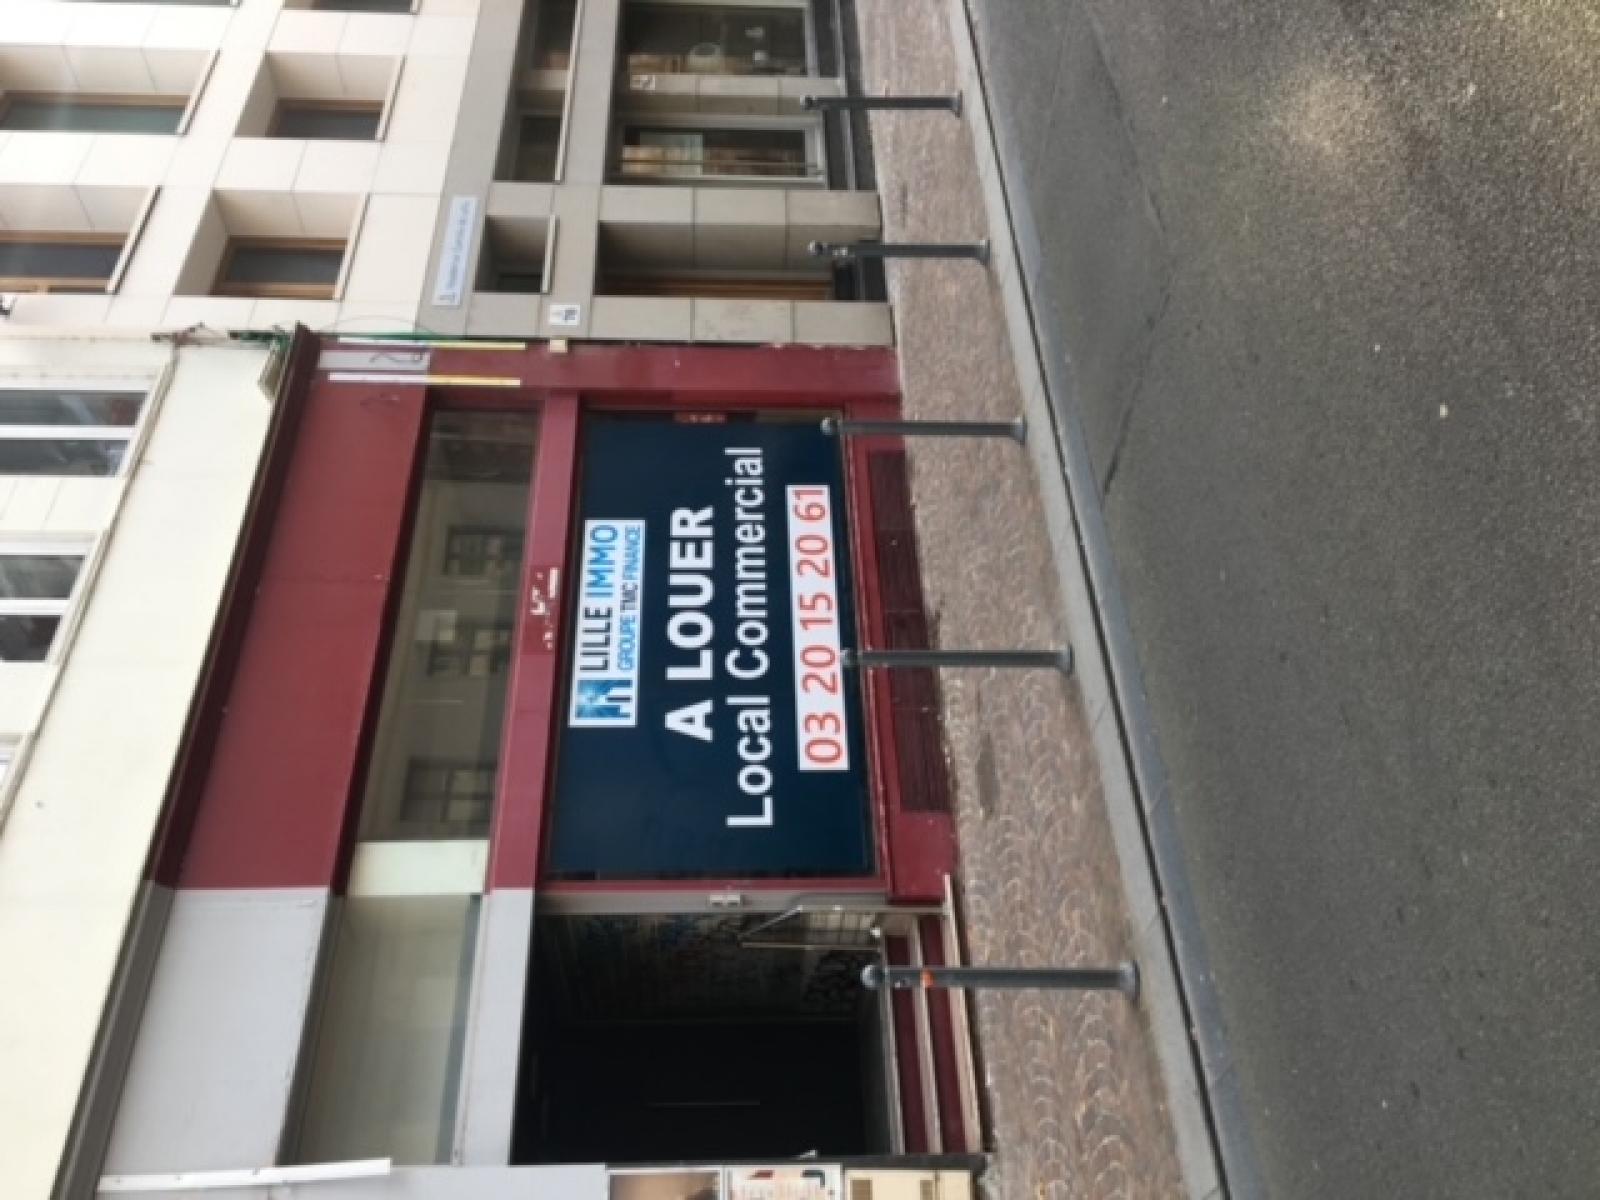 LILLE IMMO
GROUPE TMC FINANCE
A LOUER
Local Commercial
03 20 15 20 61